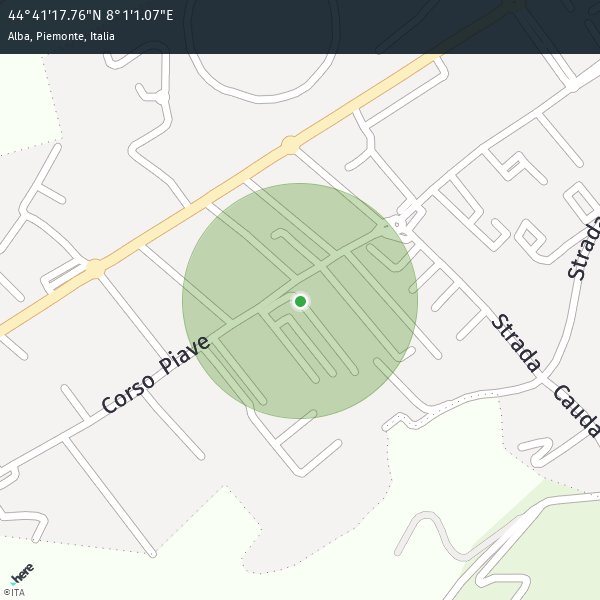 44°41'17.76"N 8°1'1.07"E
Alba, Piemonte, Italia
Strada
Corso Piave
Strada Cauda
here
©ITA